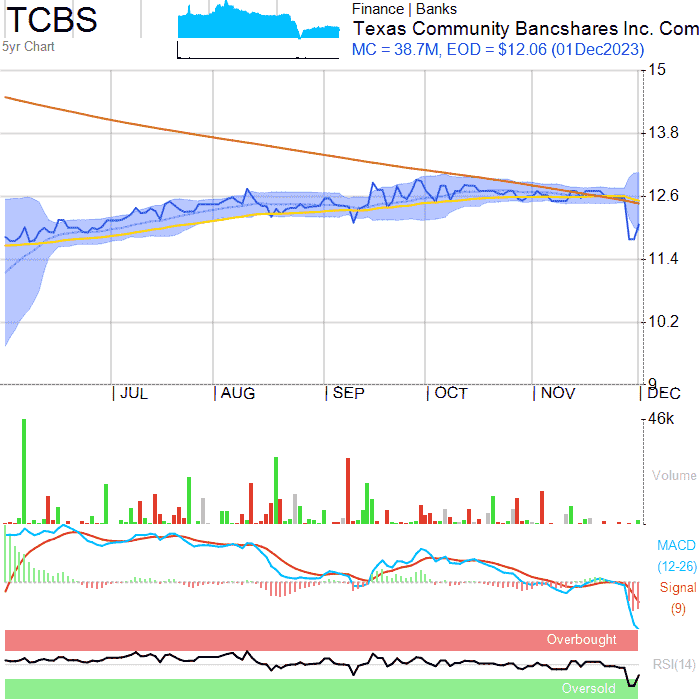 TCBS
5yr Chart
Finance | Banks
Texas Community Bancshares Inc. Com
MC = 38.7M, EOD = $12.06 (01Dec2023)
15
13.8
12.6
11.4
10.2
9
JUL
AUG
SEP
OCT
NOV
DEC
46k
Volume
MACD
(12-26)
Signal
(9)
Overbought
RSI(14)
Oversold